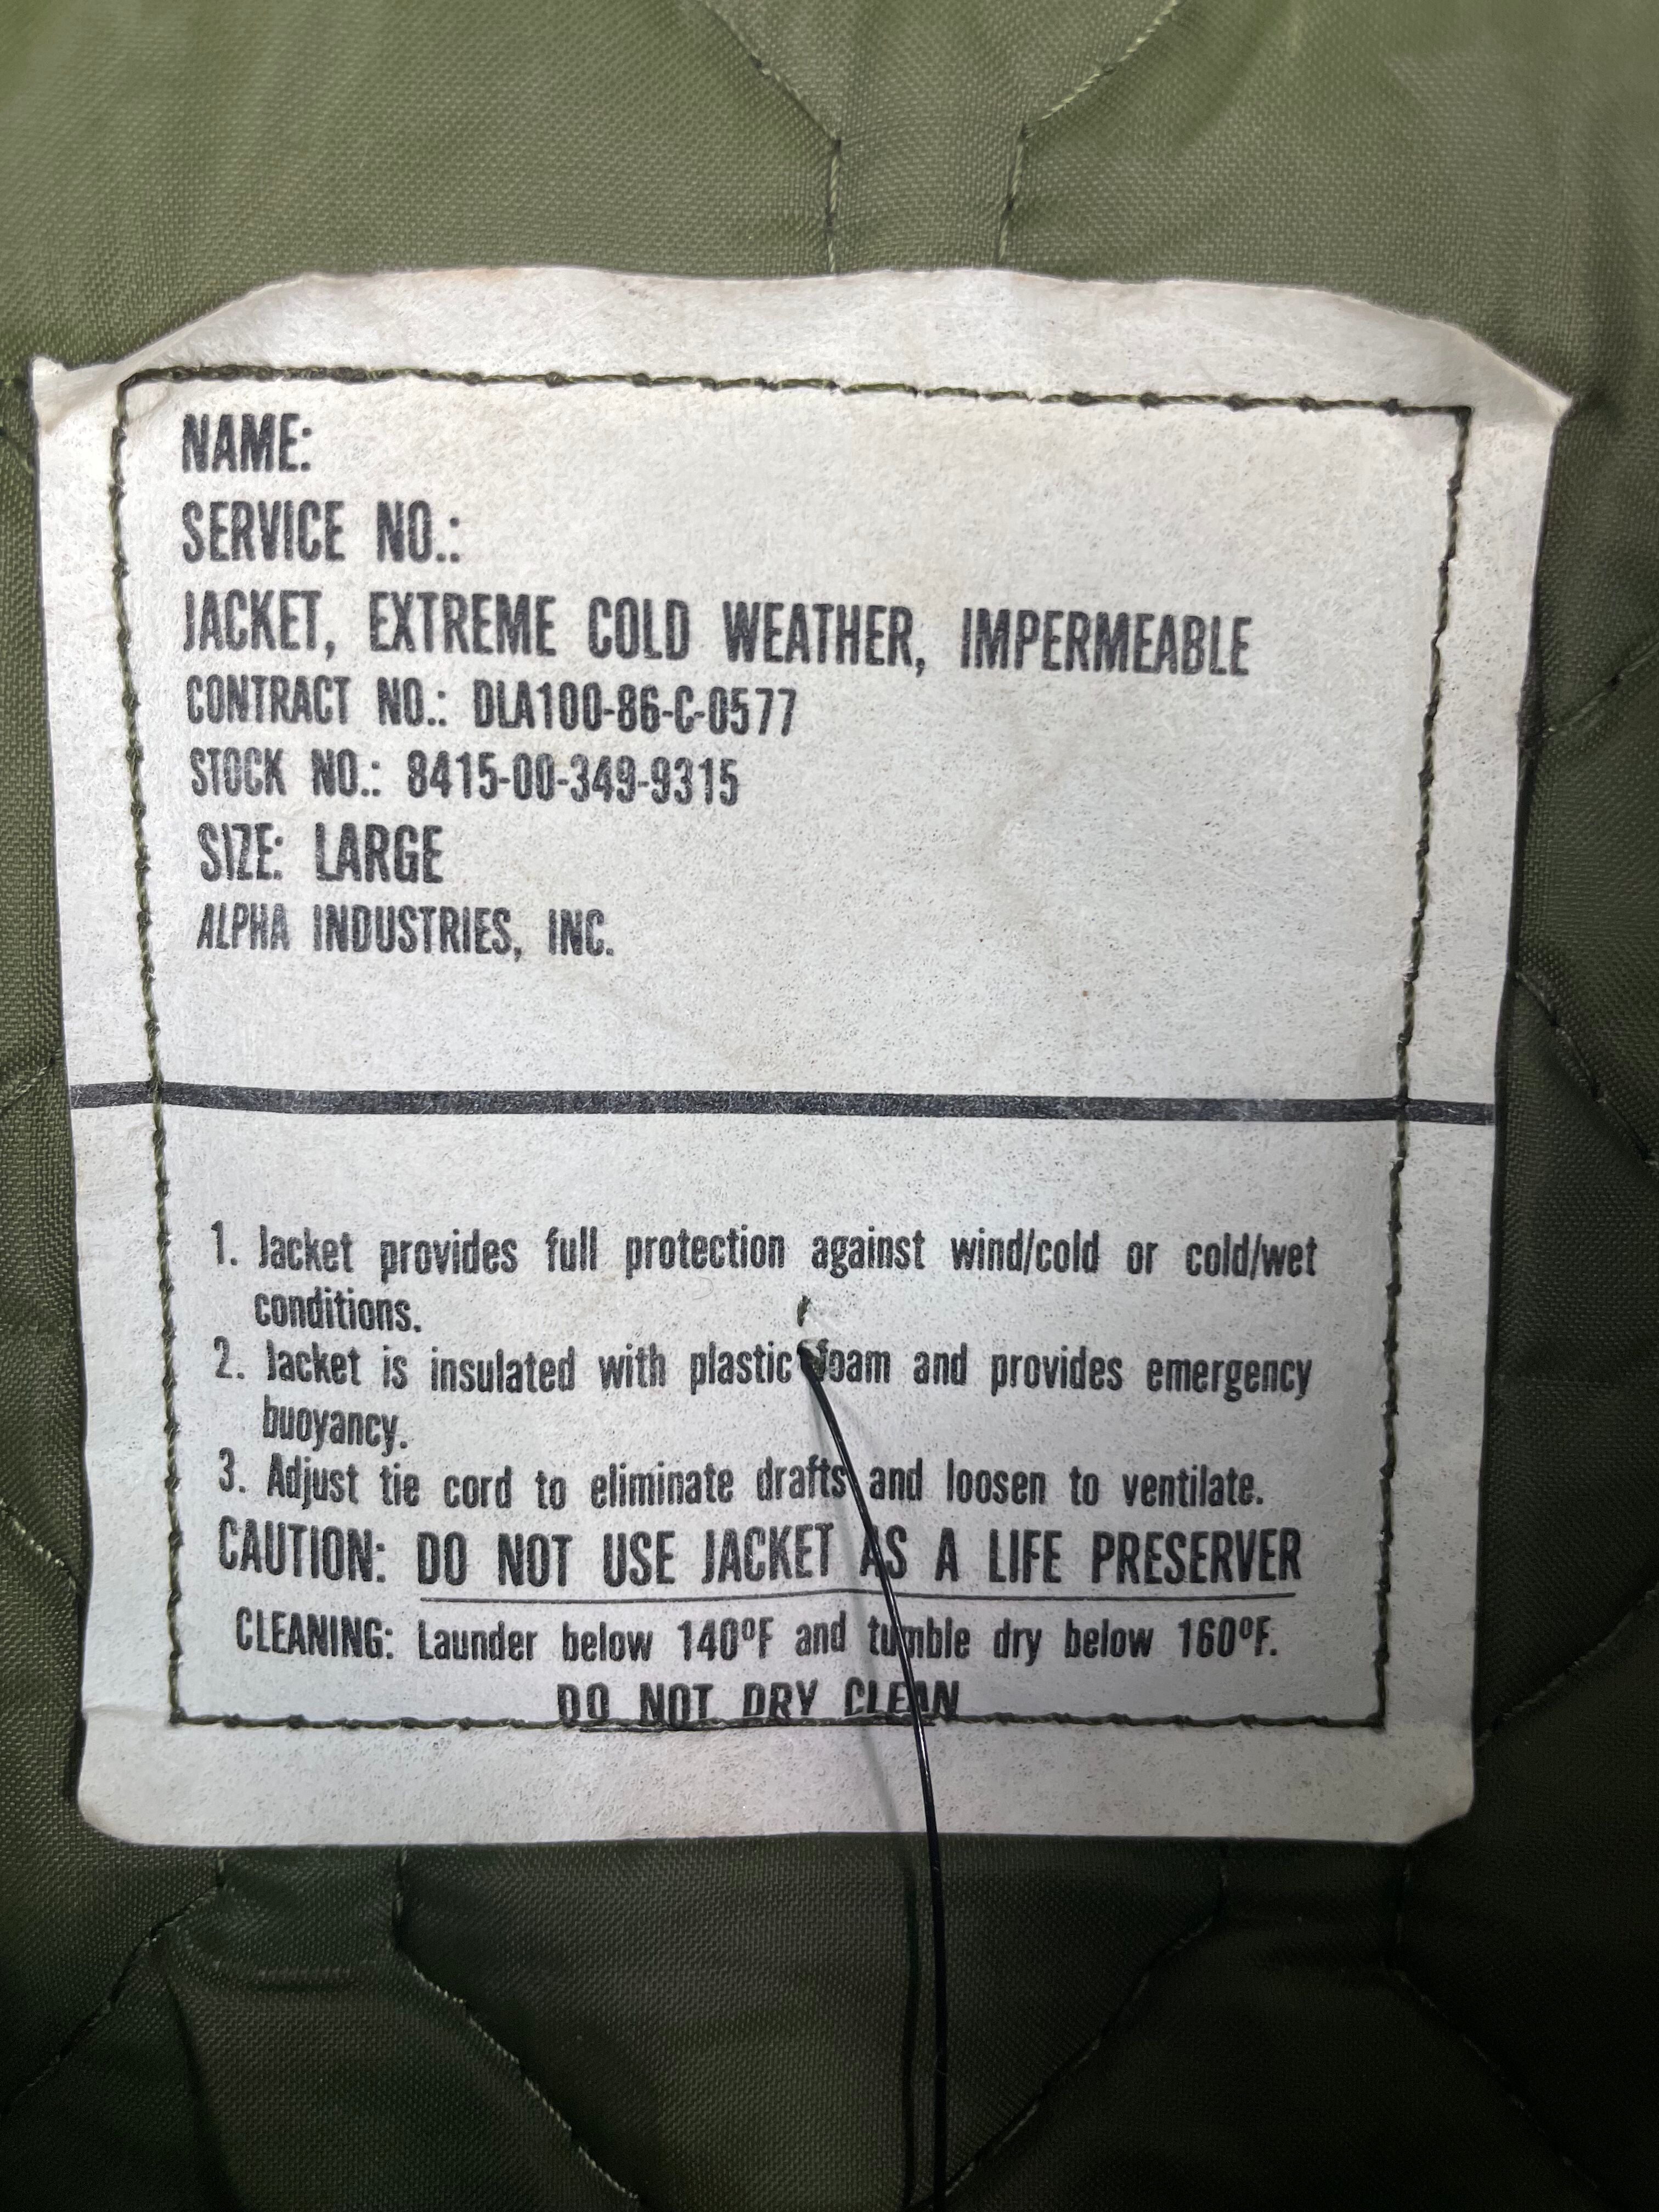 NAME:
SERVICE NO.:
JACKET, EXTREME COLD WEATHER, IMPERMEABLE
CONTRACT NO.: DLA100-86-C-0577
STOCK NO.: 8415-00-349-9315
SIZE: LARGE
ALPHA INDUSTRIES, INC.
1. Jacket provides full protection against wind/cold or cold/wet
conditions.
2. Jacket is insulated with plastic foam and provides emergency
buoyancy.
3. Adjust tie cord to eliminate drafts and loosen to ventilate.
CAUTION: DO NOT USE JACKET AS A LIFE PRESERVER
CLEANING: Launder below 140ºF and tumble dry below 160ºF.
DO NOT DRY CLEAN